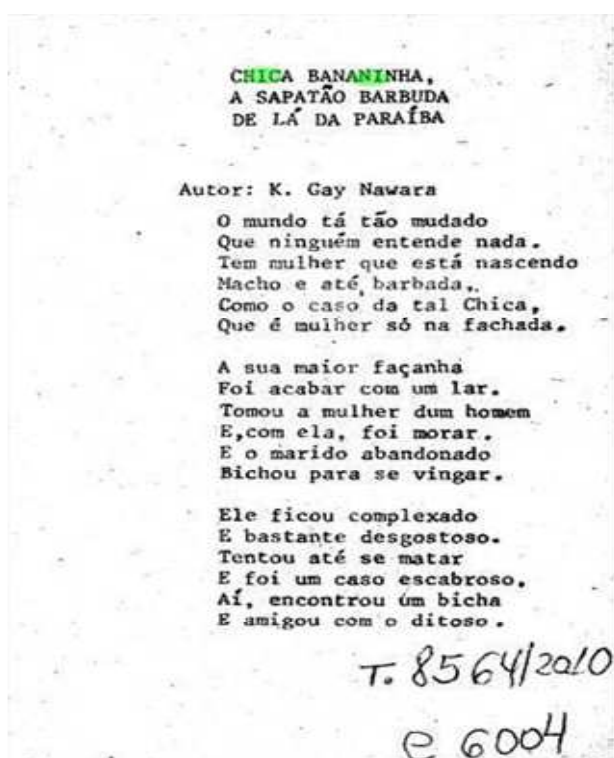 CHICA BANANINHA,
A SAPATÃO BARBUDA
DE LÁ DA PARAÍBA
Autor: K. Gay Nawara
O mundo tá tão mudado
Que ninguém entende nada.
Tem mulher que está nascendo
Macho e até barbada.
Como o caso da tal Chica,
Que é mulher só na fachada.
A sua maior façanha
Foi acabar com um lar.
Tomou a mulher dum homem
E,com ela, foi morar.
E o marido abandonado
Bichou para se vingar.
Ele ficou complexado
E bastante desgostoso.
Tentou até se matar
E foi um caso escabroso.
Aí, encontrou úm bicha
E amigou com o ditoso.
T. 8564/2010
e 6004